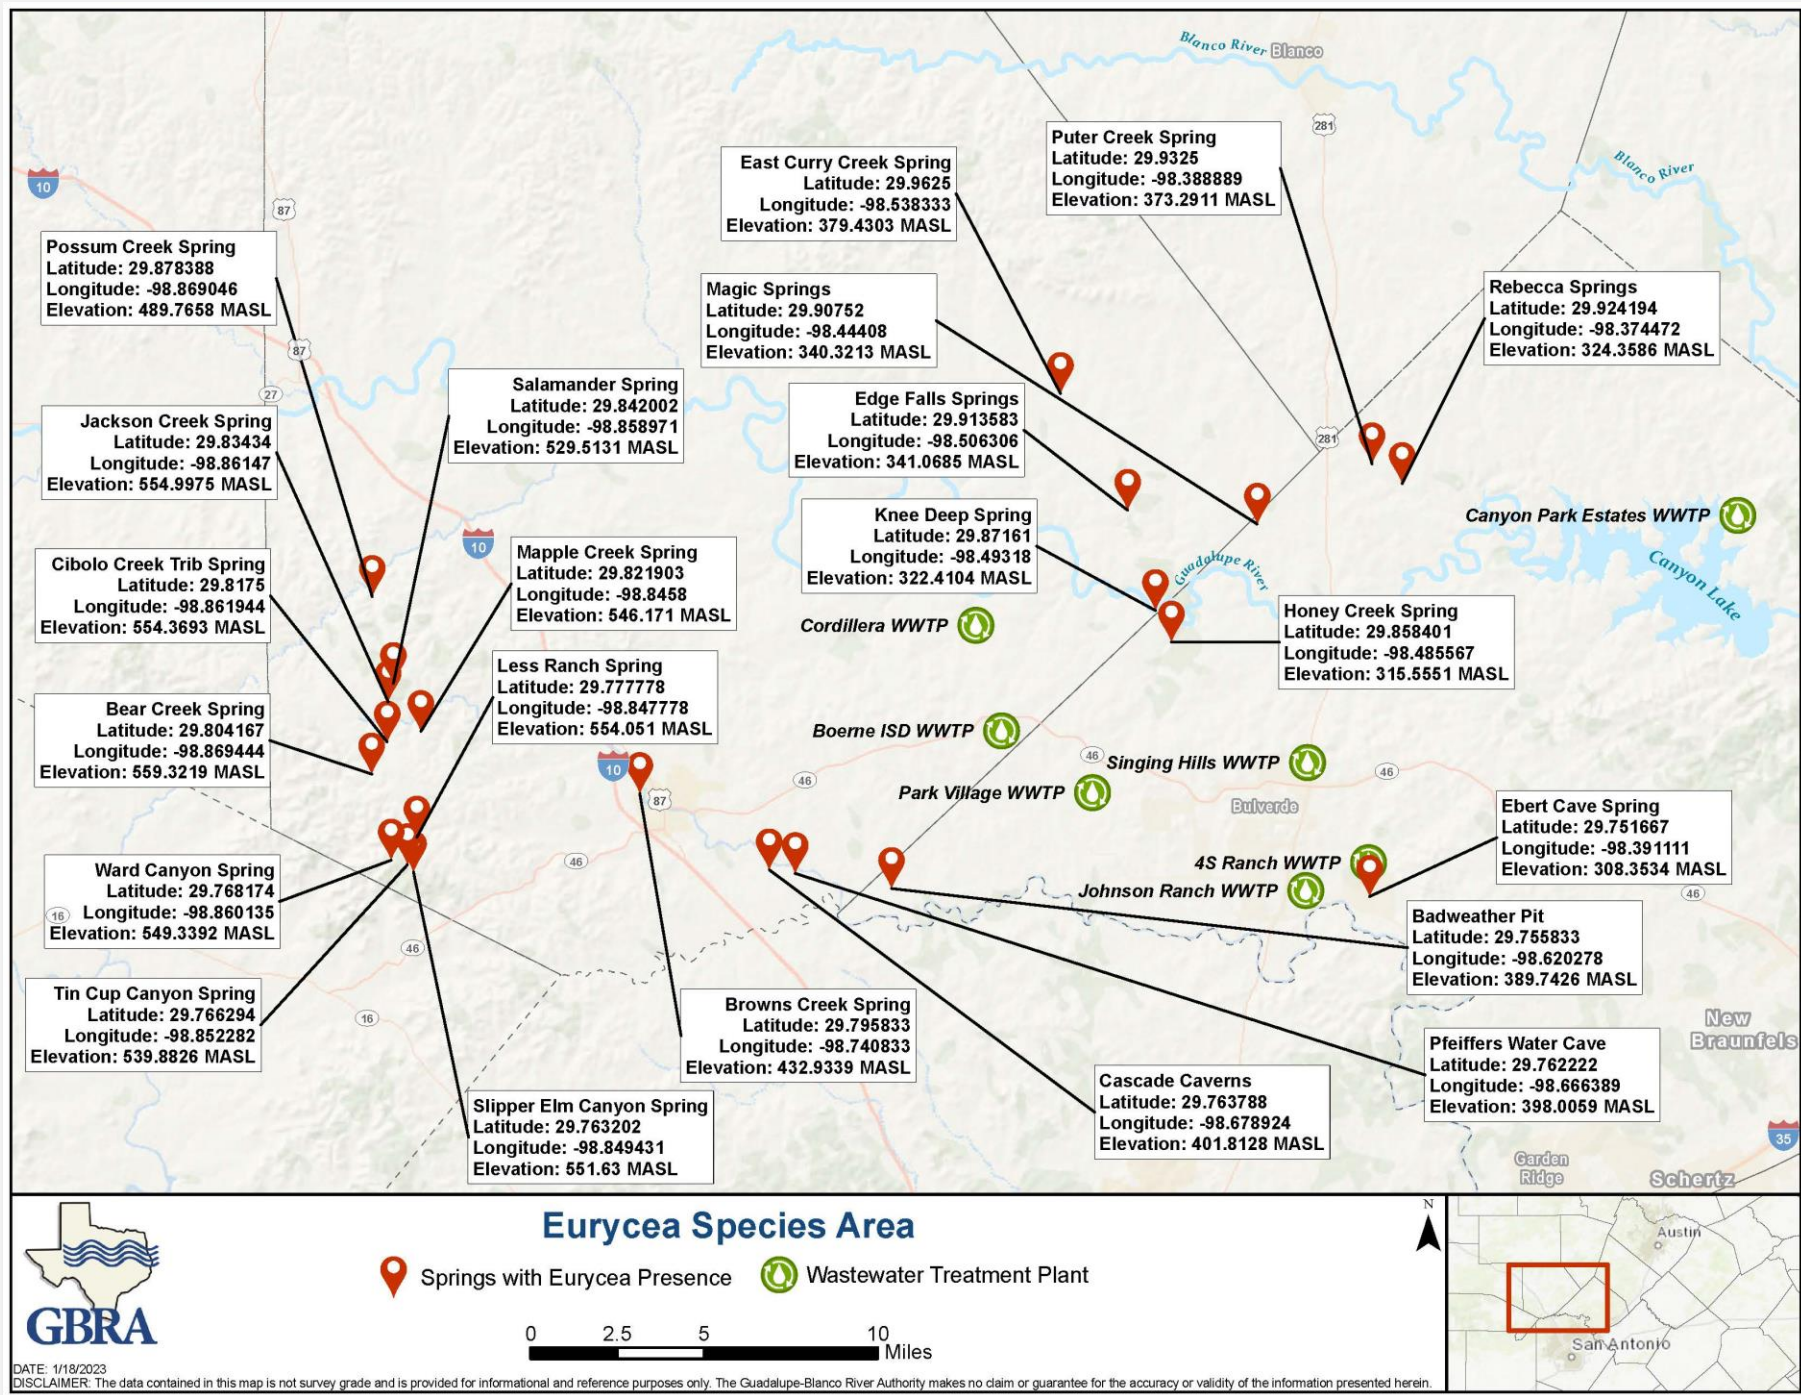 Blanco River
Blanco
281
Blanco River
10
87
Puter Creek Spring
Latitude: 29.9325
Longitude: -98.388889
Elevation: 373.2911 MASL
East Curry Creek Spring
Latitude: 29.9625
Longitude: -98.538333
Elevation: 379.4303 MASL
Possum Creek Spring
Latitude: 29.878388
Longitude: -98.869046
Elevation: 489.7658 MASL
Magic Springs
Latitude: 29.90752
Longitude: -98.44408
Elevation: 340.3213 MASL
Rebecca Springs
Latitude: 29.924194
Longitude: -98.374472
Elevation: 324.3586 MASL
87
27
Salamander Spring
Latitude: 29.842002
Longitude: -98.858971
Elevation: 529.5131 MASL
Edge Falls Springs
Latitude: 29.913583
Longitude: -98.506306
Elevation: 341.0685 MASL
281
Jackson Creek Spring
Latitude: 29.83434
Longitude: -98.86147
Elevation: 554.9975 MASL
Knee Deep Spring
Latitude: 29.87161
Longitude: -98.49318
Elevation: 322.4104 MASL
Canyon Park Estates WWTP
Canyon Lake
Guadalupe River
10
Mapple Creek Spring
Latitude: 29.821903
Longitude: -98.8458
Elevation: 546.171 MASL
Cibolo Creek Trib Spring
Latitude: 29.8175
Longitude: -98.861944
Elevation: 554.3693 MASL
Cordillera WWTP
Honey Creek Spring
Latitude: 29.858401
Longitude: -98.485567
Elevation: 315.5551 MASL
Less Ranch Spring
Latitude: 29.777778
Longitude: -98.847778
Elevation: 554.051 MASL
Bear Creek Spring
Latitude: 29.804167
Longitude: -98.869444
Elevation: 559.3219 MASL
Boerne ISD WWTP
46
Singing Hills WWTP
46
10
87
46
Park Village WWTP
Bulverde
Ebert Cave Spring
Latitude: 29.751667
Longitude: -98.391111
Elevation: 308.3534 MASL
46
4S Ranch WWTP
Johnson Ranch WWTP
46
Ward Canyon Spring
Latitude: 29.768174
Longitude: -98.860135
Elevation: 549.3392 MASL
16
46
Badweather Pit
Latitude: 29.755833
Longitude: -98.620278
Elevation: 389.7426 MASL
Tin Cup Canyon Spring
Latitude: 29.766294
Longitude: -98.852282
Elevation: 539.8826 MASL
16
Browns Creek Spring
Latitude: 29.795833
Longitude: -98.740833
Elevation: 432.9339 MASL
New
Braunfels
Pfeiffers Water Cave
Latitude: 29.762222
Longitude: -98.666389
Elevation: 398.0059 MASL
Cascade Caverns
Latitude: 29.763788
Longitude: -98.678924
Elevation: 401.8128 MASL
Slipper Elm Canyon Spring
Latitude: 29.763202
Longitude: -98.849431
Elevation: 551.63 MASL
35
Garden
Ridge
Schertz
Eurycea Species Area
Springs with Eurycea Presence
Wastewater Treatment Plant
0 2.5 5 10
Miles
N
GBRA
Austin
San Antonio
DATE: 1/18/2023
DISCLAIMER: The data contained in this map is not survey grade and is provided for informational and reference purposes only. The Guadalupe-Blanco River Authority makes no claim or guarantee for the accuracy or validity of the information presented herein.